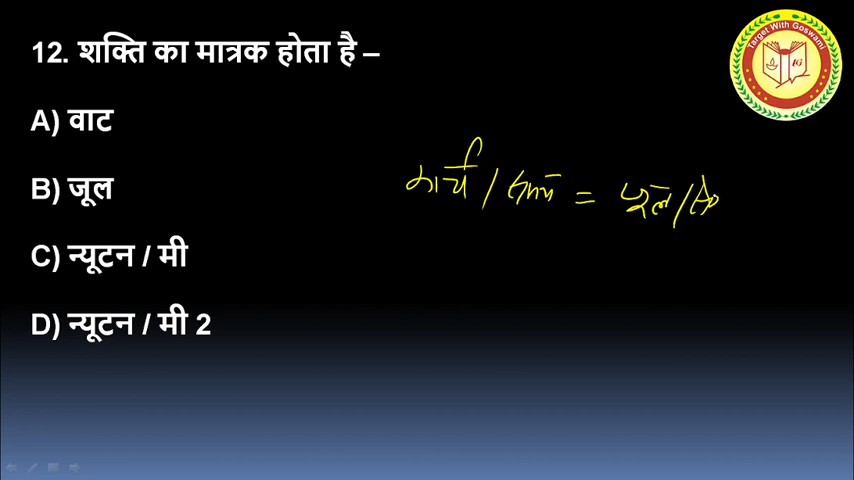 12. शक्ति का मात्रक होता है –
Target With Goswami
A) वाट
B) जूल
कार्य / समय = जूल / से
C) न्यूटन / मी
D) न्यूटन / मी 2